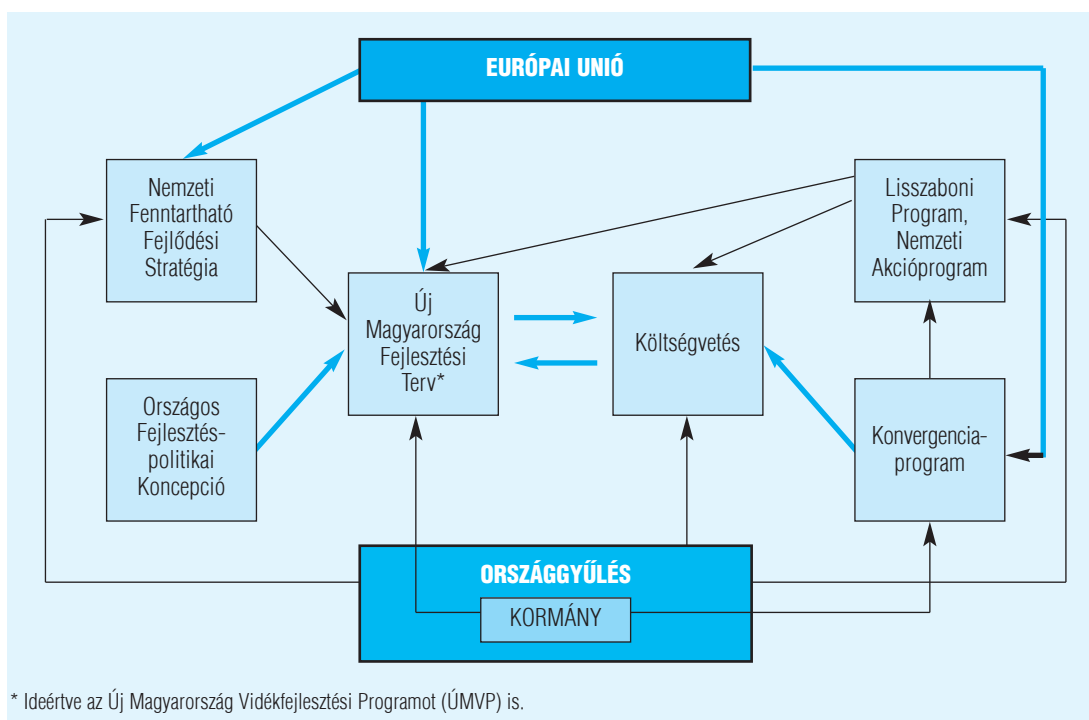 EURÓPAI UNIÓ
Nemzeti
Fenntartható
Fejlődési
Stratégia
Lisszaboni
Program,
Nemzeti
Akcióprogram
Új
Magyarország
Fejlesztési
Terv*
Költségvetés
Országos
Fejlesztés-
politikai
Koncepció
Konvergencia-
program
ORSZÁGGYŰLÉS
KORMÁNY
* Ideértve az Új Magyarország Vidékfejlesztési Programot (ÚMVP) is.